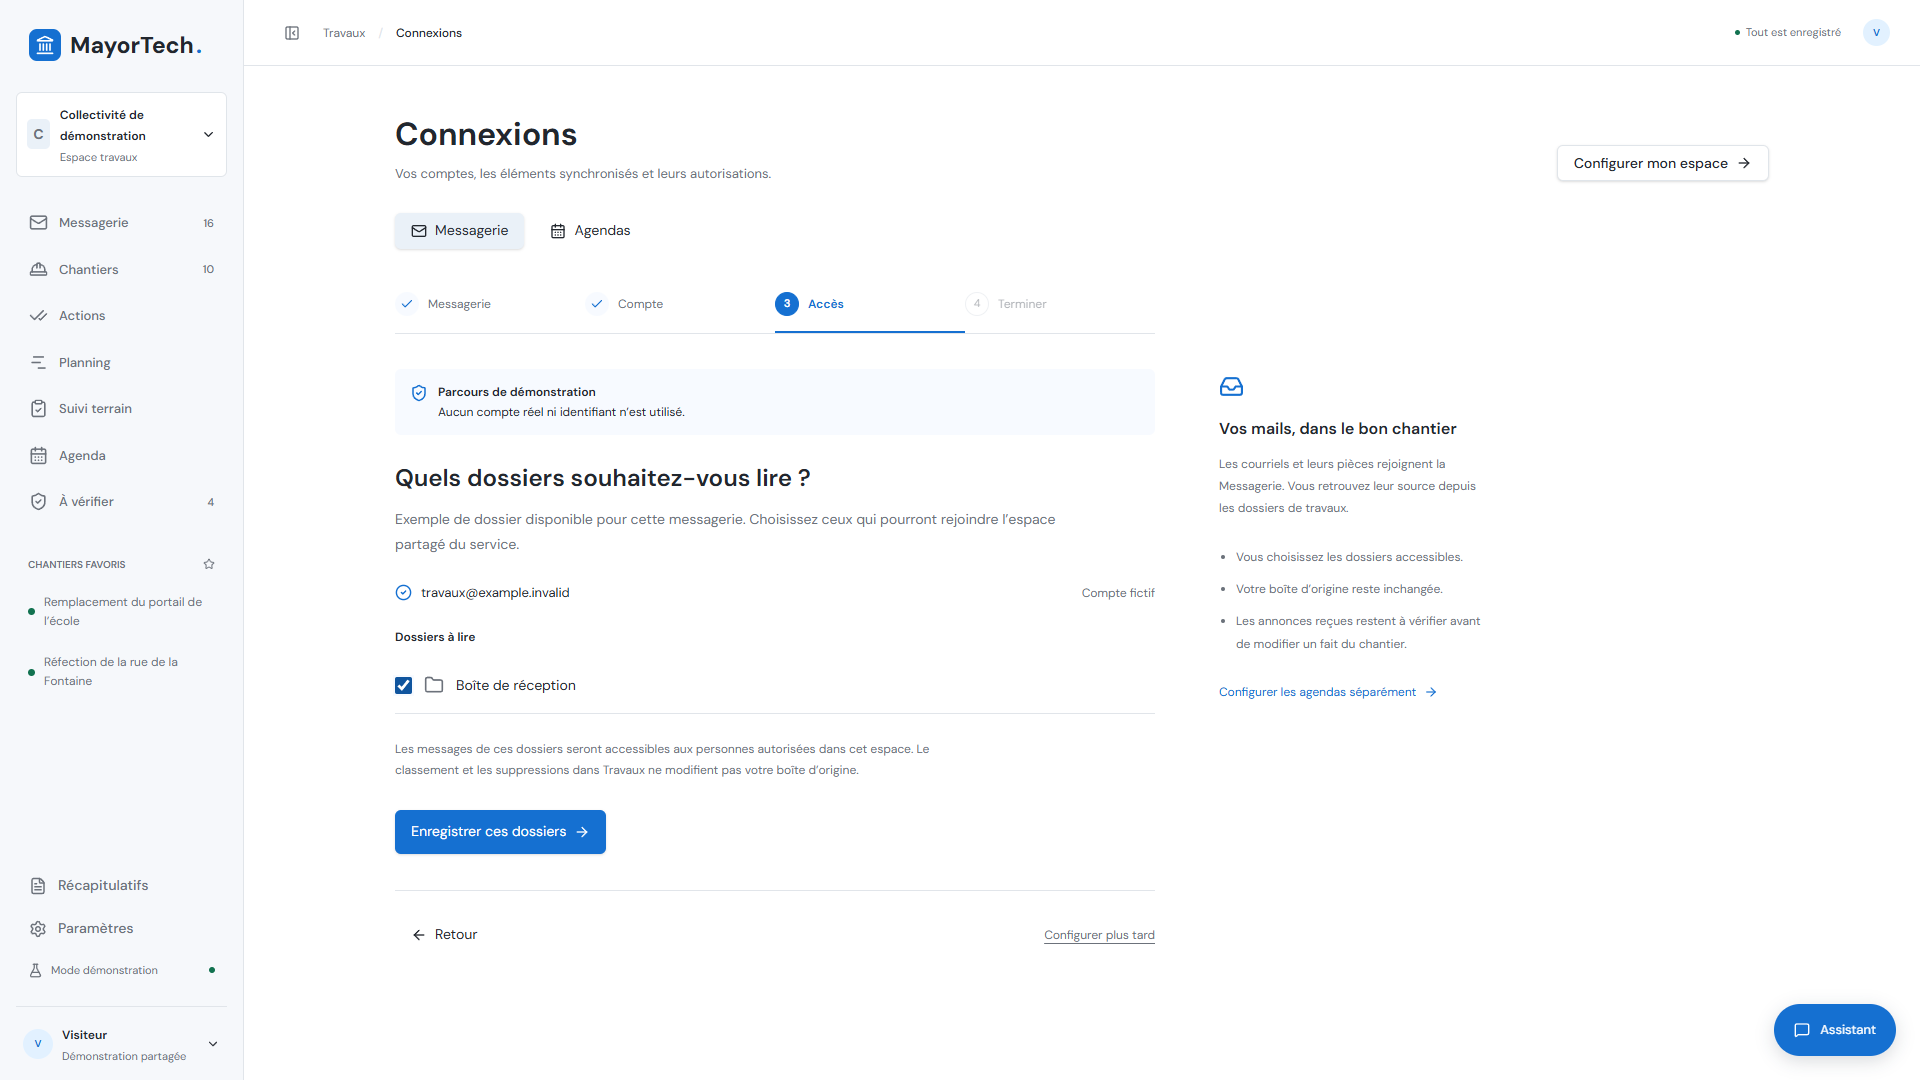 MayorTech.
Collectivité de
démonstration
Espace travaux
C
Messagerie 16
Chantiers 10
Actions
Planning
Suivi terrain
Agenda
À vérifier 4
CHANTIERS FAVORIS
Remplacement du portail de
l’école
Réfection de la rue de la
Fontaine
Récapitulatifs
Paramètres
Mode démonstration
V
Visiteur
Démonstration partagée
Travaux / Connexions
Tout est enregistré
V
Connexions
Vos comptes, les éléments synchronisés et leurs autorisations.
Configurer mon espace
Messagerie
Agendas
Messagerie
Compte
3 Accès
4 Terminer
Parcours de démonstration
Aucun compte réel ni identifiant n’est utilisé.
Quels dossiers souhaitez-vous lire ?
Exemple de dossier disponible pour cette messagerie. Choisissez ceux qui pourront rejoindre l’espace
partagé du service.
travaux@example.invalid
Compte fictif
Dossiers à lire
Boîte de réception
Les messages de ces dossiers seront accessibles aux personnes autorisées dans cet espace. Le
classement et les suppressions dans Travaux ne modifient pas votre boîte d’origine.
Enregistrer ces dossiers
Retour
Configurer plus tard
Vos mails, dans le bon chantier
Les courriels et leurs pièces rejoignent la
Messagerie. Vous retrouvez leur source depuis
les dossiers de travaux.
• Vous choisissez les dossiers accessibles.
• Votre boîte d’origine reste inchangée.
• Les annonces reçues restent à vérifier avant
de modifier un fait du chantier.
Configurer les agendas séparément
Assistant